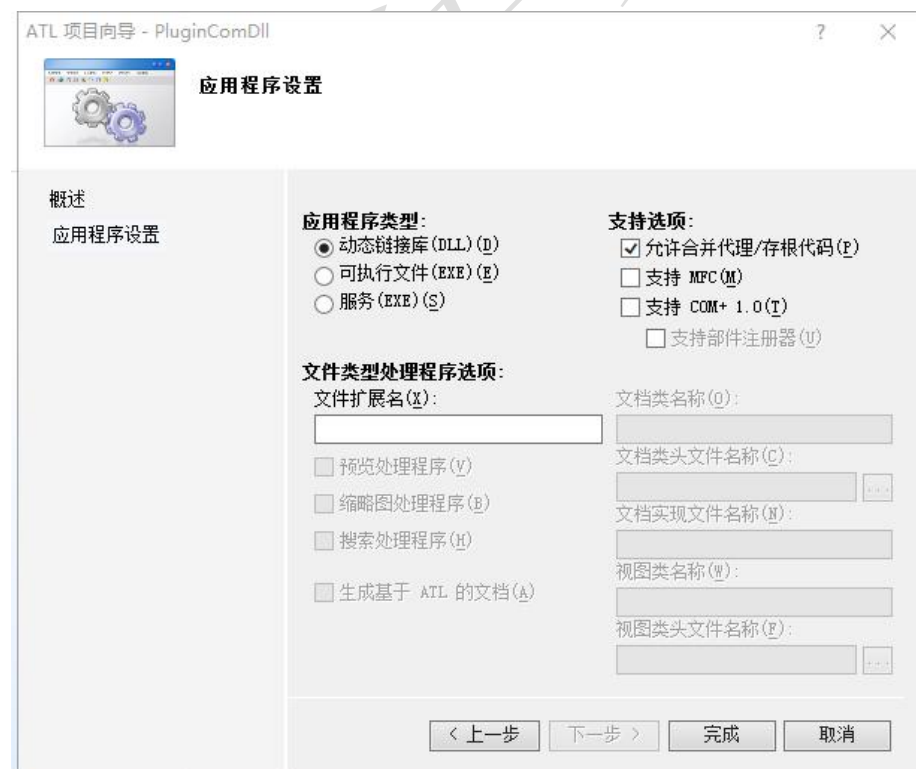 ATL 项目向导 - PluginComDll
应用程序设置
概述
应用程序设置
应用程序类型:
动态链接库(DLL)(D)
可执行文件(EXE)(E)
服务(EXE)(S)
支持选项:
允许合并代理/存根代码(P)
支持 MFC(M)
支持 COM+ 1.0(T)
支持部件注册器(U)
文件类型处理程序选项:
文件扩展名(X):
预览处理程序(V)
缩略图处理程序(B)
搜索处理程序(H)
生成基于 ATL 的文档(A)
文档类名称(O):
文档类头文件名称(C):
...
文档实现文件名称(N):
视图类名称(W):
视图类头文件名称(F):
...
< 上一步
下一步 >
完成
取消